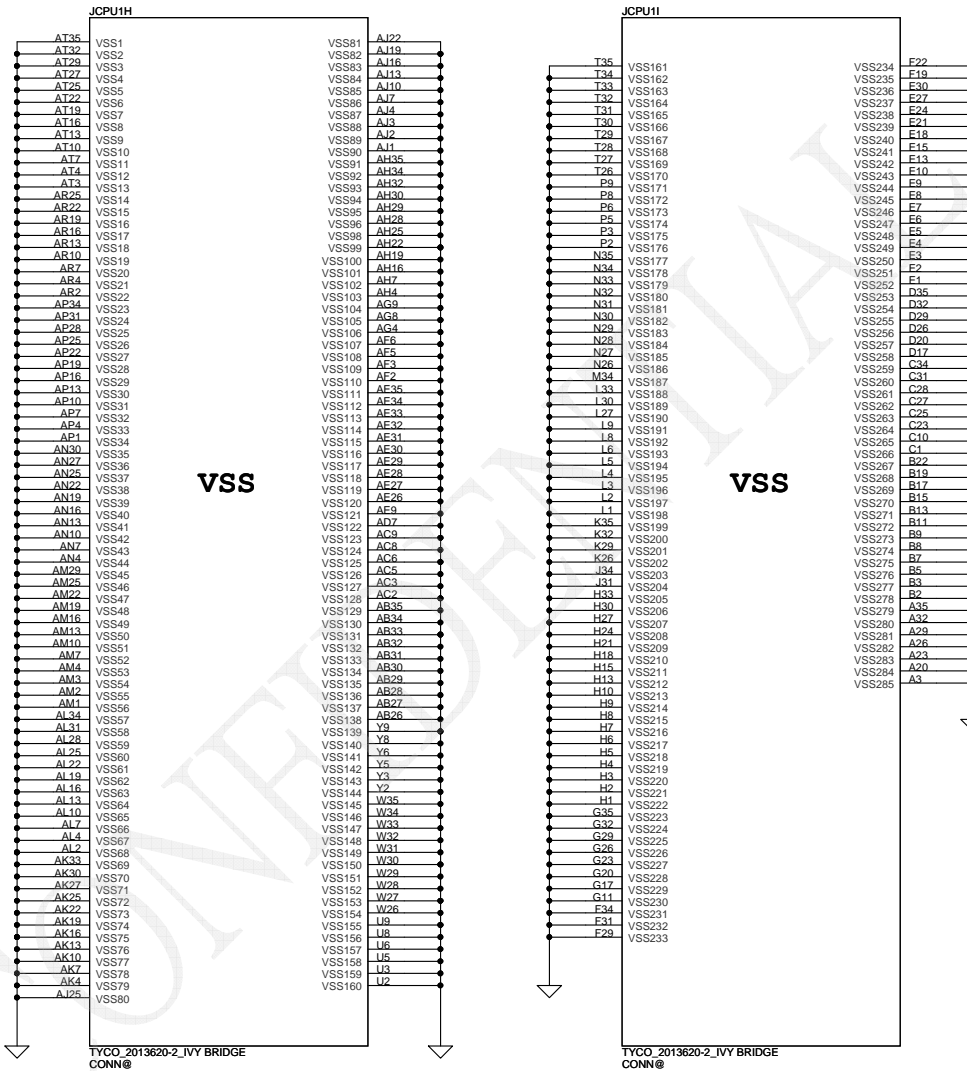 JCPU1H
AT35 VSS1
AT32 VSS2
AT29 VSS3
AT27 VSS4
AT25 VSS5
AT22 VSS6
AT19 VSS7
AT16 VSS8
AT13 VSS9
AT10 VSS10
AT7 VSS11
AT4 VSS12
AT3 VSS13
AR25 VSS14
AR22 VSS15
AR19 VSS16
AR16 VSS17
AR13 VSS18
AR10 VSS19
AR7 VSS20
AR4 VSS21
AR2 VSS22
AP34 VSS23
AP31 VSS24
AP28 VSS25
AP25 VSS26
AP22 VSS27
AP19 VSS28
AP16 VSS29
AP13 VSS30
AP10 VSS31
AP7 VSS32
AP4 VSS33
AP1 VSS34
AN30 VSS35
AN27 VSS36
AN25 VSS37
AN22 VSS38
AN19 VSS39
AN16 VSS40
AN13 VSS41
AN10 VSS42
AN7 VSS43
AN4 VSS44
AM29 VSS45
AM25 VSS46
AM22 VSS47
AM19 VSS48
AM16 VSS49
AM13 VSS50
AM10 VSS51
AM7 VSS52
AM4 VSS53
AM3 VSS54
AM2 VSS55
AM1 VSS56
AL34 VSS57
AL31 VSS58
AL28 VSS59
AL25 VSS60
AL22 VSS61
AL19 VSS62
AL16 VSS63
AL13 VSS64
AL10 VSS65
AL7 VSS66
AL4 VSS67
AL2 VSS68
AK33 VSS69
AK30 VSS70
AK27 VSS71
AK25 VSS72
AK22 VSS73
AK19 VSS74
AK16 VSS75
AK13 VSS76
AK10 VSS77
AK7 VSS78
AK4 VSS79
AJ25 VSS80
VSS
VSS81 AJ22
VSS82 AJ19
VSS83 AJ16
VSS84 AJ13
VSS85 AJ10
VSS86 AJ7
VSS87 AJ4
VSS88 AJ3
VSS89 AJ2
VSS90 AJ1
VSS91 AH35
VSS92 AH34
VSS93 AH32
VSS94 AH30
VSS95 AH29
VSS96 AH28
VSS98 AH25
VSS99 AH22
VSS100 AH19
VSS101 AH16
VSS102 AH7
VSS103 AH4
VSS104 AG9
VSS105 AG8
VSS106 AG4
VSS107 AF6
VSS108 AF5
VSS109 AF3
VSS110 AF2
VSS111 AE35
VSS112 AE34
VSS113 AE33
VSS114 AE32
VSS115 AE31
VSS116 AE30
VSS117 AE29
VSS118 AE28
VSS119 AE27
VSS120 AE26
VSS121 AE9
VSS122 AD7
VSS123 AC9
VSS124 AC8
VSS125 AC6
VSS126 AC5
VSS127 AC3
VSS128 AC2
VSS129 AB35
VSS130 AB34
VSS131 AB33
VSS132 AB32
VSS133 AB31
VSS134 AB30
VSS135 AB29
VSS136 AB28
VSS137 AB27
VSS138 AB26
VSS139 Y9
VSS140 Y8
VSS141 Y6
VSS142 Y5
VSS143 Y3
VSS144 Y2
VSS145 W35
VSS146 W34
VSS147 W33
VSS148 W32
VSS149 W31
VSS150 W30
VSS151 W29
VSS152 W28
VSS153 W27
VSS154 W26
VSS155 U9
VSS156 U8
VSS157 U6
VSS158 U5
VSS159 U3
VSS160 U2
TYCO_2013620-2_IVY BRIDGE
CONN@
JCPU1I
T35 VSS161
T34 VSS162
T33 VSS163
T32 VSS164
T31 VSS165
T30 VSS166
T29 VSS167
T28 VSS168
T27 VSS169
T26 VSS170
P9 VSS171
P8 VSS172
P6 VSS173
P5 VSS174
P3 VSS175
P2 VSS176
N35 VSS177
N34 VSS178
N33 VSS179
N32 VSS180
N31 VSS181
N30 VSS182
N29 VSS183
N28 VSS184
N27 VSS185
N26 VSS186
M34 VSS187
L33 VSS188
L30 VSS189
L27 VSS190
L9 VSS191
L8 VSS192
L6 VSS193
L5 VSS194
L4 VSS195
L3 VSS196
L2 VSS197
L1 VSS198
K35 VSS199
K32 VSS200
K29 VSS201
K26 VSS202
J34 VSS203
J31 VSS204
H33 VSS205
H30 VSS206
H27 VSS207
H24 VSS208
H21 VSS209
H18 VSS210
H15 VSS211
H13 VSS212
H10 VSS213
H9 VSS214
H8 VSS215
H7 VSS216
H6 VSS217
H5 VSS218
H4 VSS219
H3 VSS220
H2 VSS221
H1 VSS222
G35 VSS223
G32 VSS224
G29 VSS225
G26 VSS226
G23 VSS227
G20 VSS228
G17 VSS229
G11 VSS230
F34 VSS231
F31 VSS232
F29 VSS233
VSS
VSS234 F22
VSS235 F19
VSS236 E30
VSS237 E27
VSS238 E24
VSS239 E21
VSS240 E18
VSS241 E15
VSS242 E13
VSS243 E10
VSS244 E9
VSS245 E8
VSS246 E7
VSS247 E6
VSS248 E5
VSS249 E4
VSS250 E3
VSS251 E2
VSS252 E1
VSS253 D35
VSS254 D32
VSS255 D29
VSS256 D26
VSS257 D20
VSS258 D17
VSS259 C34
VSS260 C31
VSS261 C28
VSS262 C27
VSS263 C25
VSS264 C23
VSS265 C10
VSS266 C1
VSS267 B22
VSS268 B19
VSS269 B17
VSS270 B15
VSS271 B13
VSS272 B11
VSS273 B9
VSS274 B8
VSS275 B7
VSS276 B5
VSS277 B3
VSS278 B2
VSS279 A35
VSS280 A32
VSS281 A29
VSS282 A26
VSS283 A23
VSS284 A20
VSS285 A3
TYCO_2013620-2_IVY BRIDGE
CONN@